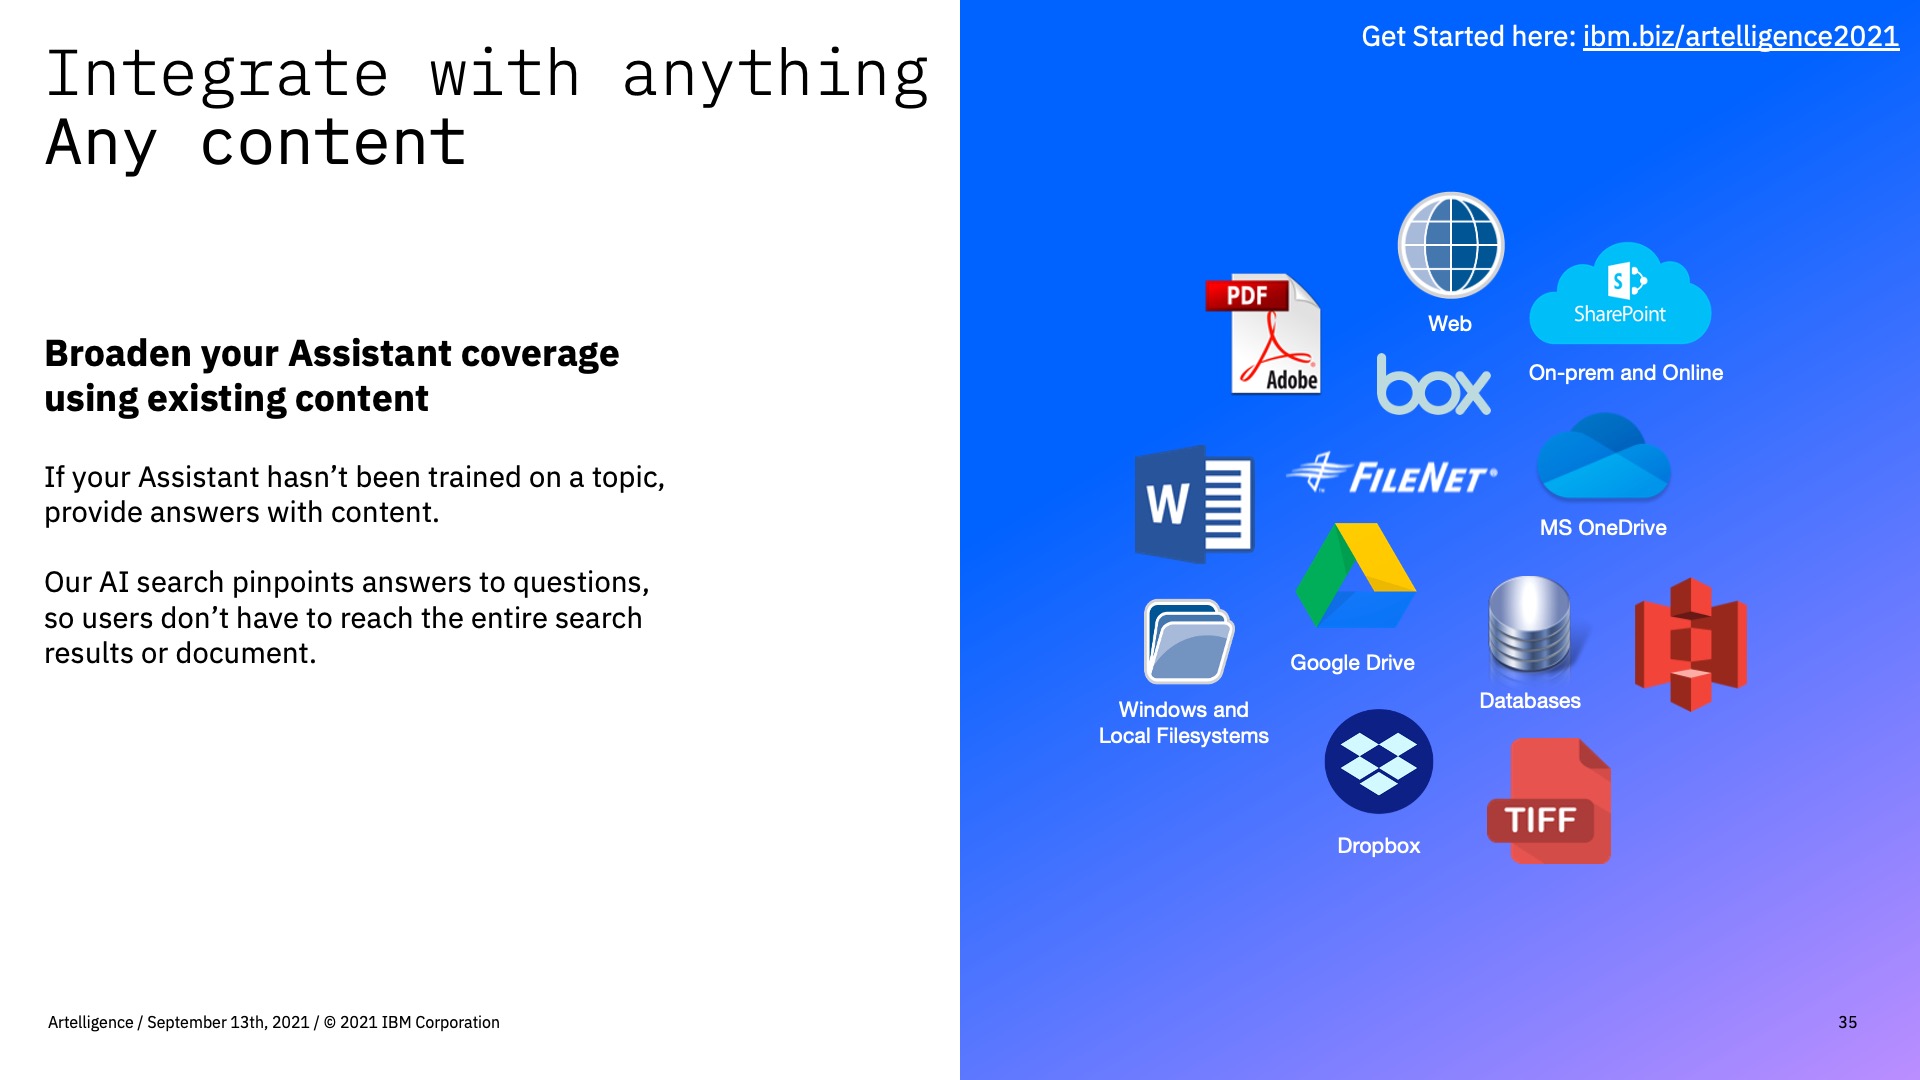 Integrate with anything
Any content
Get Started here: ibm.biz/artelligence2021
Broaden your Assistant coverage
using existing content
If your Assistant hasn’t been trained on a topic,
provide answers with content.
Our AI search pinpoints answers to questions,
so users don’t have to reach the entire search
results or document.
Web
PDF
Adobe
S
SharePoint
On-prem and Online
box
W
FILENET
MS OneDrive
Google Drive
Windows and
Local Filesystems
Databases
Dropbox
TIFF
Artelligence / September 13th, 2021 / © 2021 IBM Corporation
35